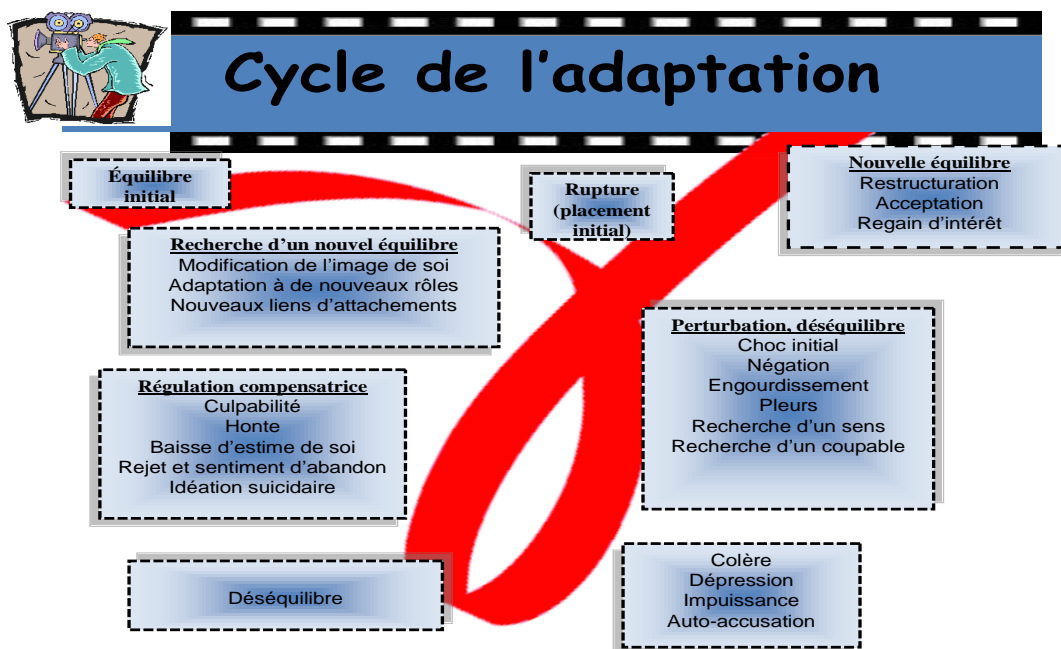 Cycle de l'adaptation
Équilibre
initial
Rupture
(placement
initial)
Nouvelle équilibre
Restructuration
Acceptation
Regain d'intérêt
Recherche d'un nouvel équilibre
Modification de l'image de soi
Adaptation à de nouveaux rôles
Nouveaux liens d'attachements
Perturbation, déséquilibre
Choc initial
Négation
Engourdissement
Pleurs
Recherche d'un sens
Recherche d'un coupable
Régulation compensatrice
Culpabilité
Honte
Baisse d'estime de soi
Rejet et sentiment d'abandon
Idéation suicidaire
Déséquilibre
Colère
Dépression
Impuissance
Auto-accusation